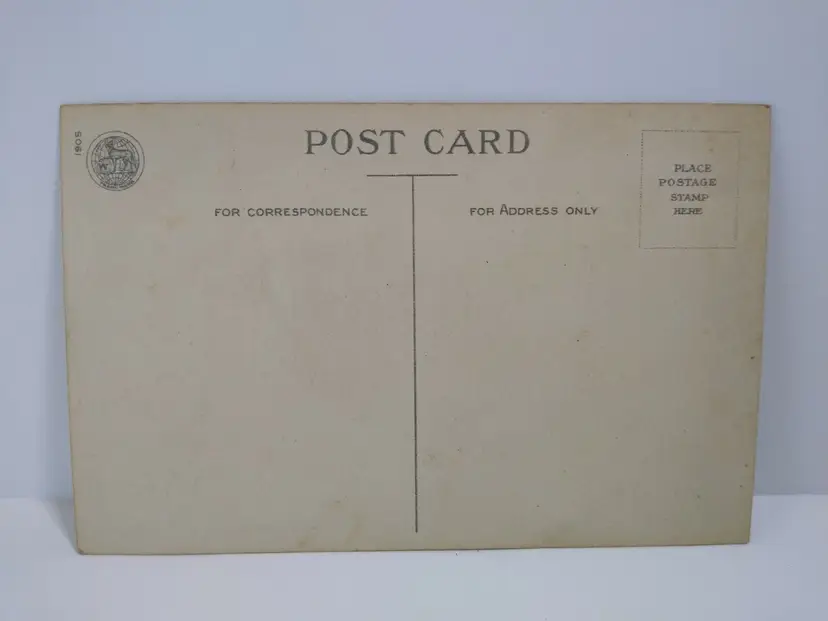 1905
POST CARD
FOR CORRESPONDENCE
FOR ADDRESS ONLY
PLACE
POSTAGE
STAMP
HERE